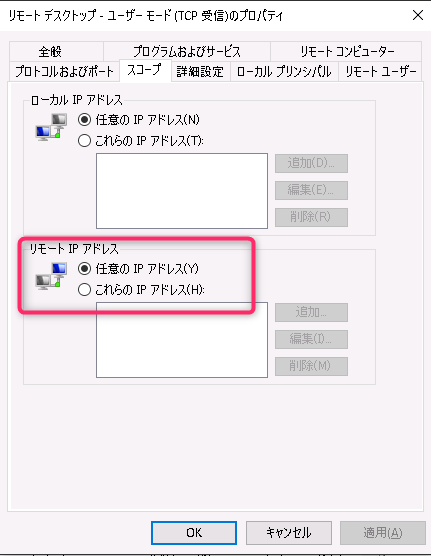 リモート デスクトップ - ユーザー モード (TCP 受信)のプロパティ
全般 プログラムおよびサービス リモート コンピューター
プロトコルおよびポート スコープ 詳細設定 ローカル プリンシパル リモート ユーザー
ローカル IP アドレス
任意の IP アドレス(N)
これらの IP アドレス(T):
追加(D)...
編集(E)...
削除(R)
リモート IP アドレス
任意の IP アドレス(Y)
これらの IP アドレス(H):
追加...
編集(I)...
削除(M)
OK キャンセル 適用(A)